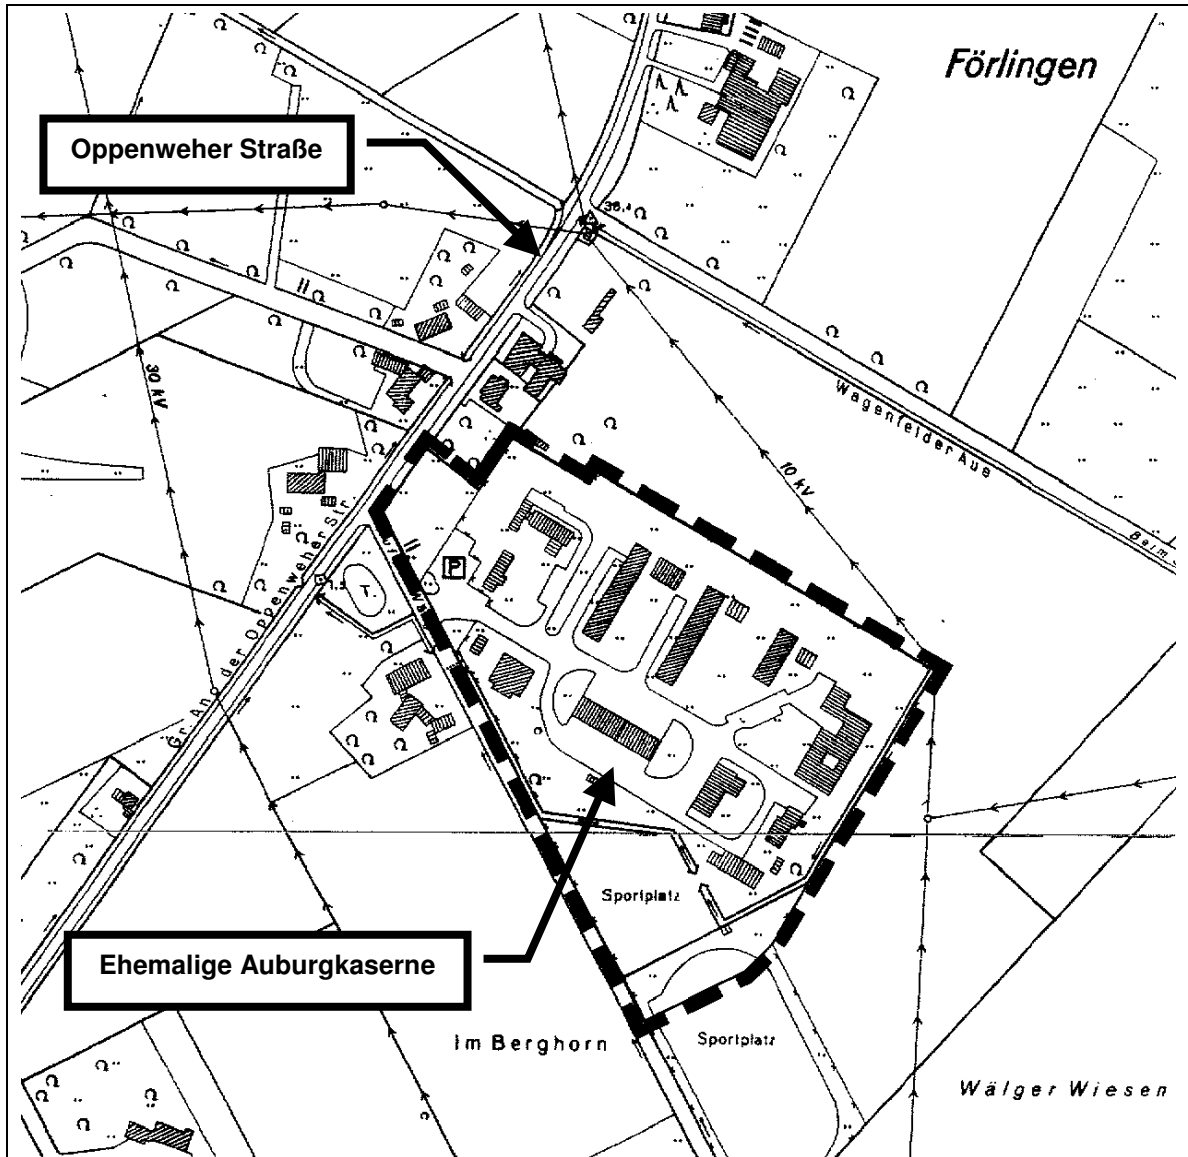 Förlingen
Oppenweher Straße
30 kV
Wagenfelder Aue
10 kV
Beim
P
T.
Gr. An der Oppenweher Str.
Sportplatz
Ehemalige Auburgkaserne
Im Berghorn
Sportplatz
Wälger Wiesen